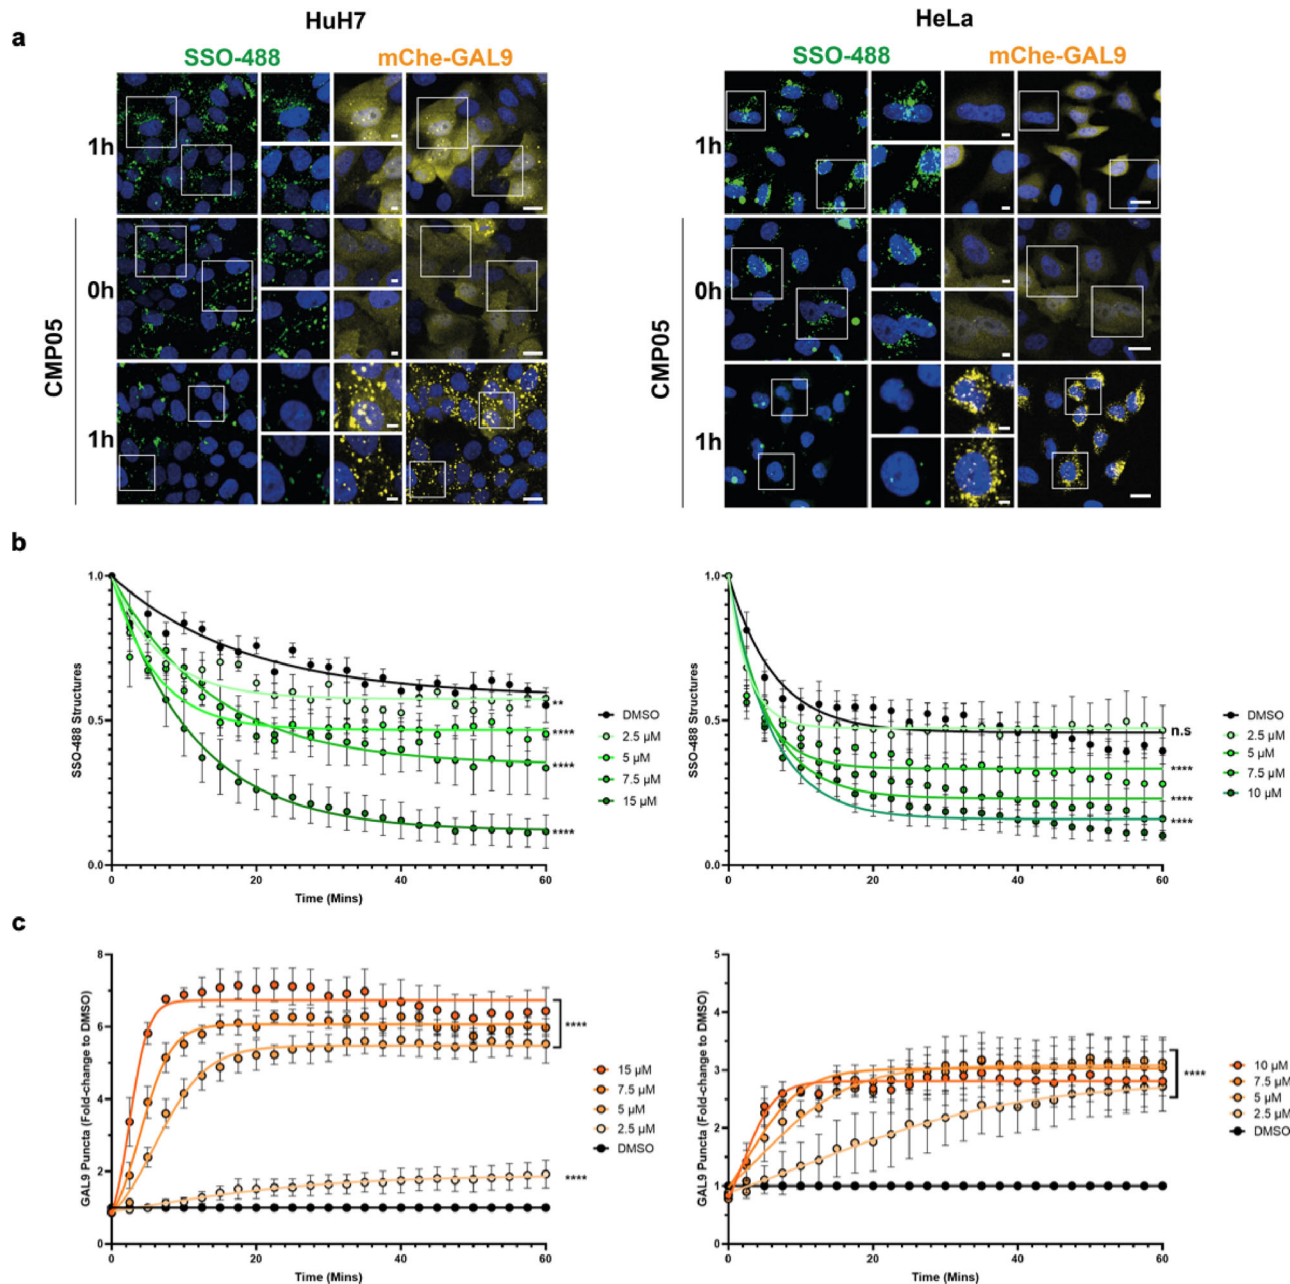 HuH7
HeLa
a
SSO-488
mChe-GAL9
SSO-488
mChe-GAL9
1h
0h
1h
CMP05
1h
0h
1h
CMP05
b
SSO-488 Structures
1.0
0.5
0.0
0
20
40
60
Time (Mins)
**
****
****
****
DMSO
2.5 µM
5 µM
7.5 µM
15 µM
SSO-488 Structures
1.0
0.5
0.0
0
20
40
60
Time (Mins)
n.s
****
****
****
DMSO
2.5 µM
5 µM
7.5 µM
10 µM
c
GAL9 Puncta (Fold-change to DMSO)
8
6
4
2
0
0
20
40
60
Time (Mins)
****
****
15 µM
7.5 µM
5 µM
2.5 µM
DMSO
GAL9 Puncta (Fold-change to DMSO)
5
4
3
2
1
0
0
20
40
60
Time (Mins)
****
10 µM
7.5 µM
5 µM
2.5 µM
DMSO